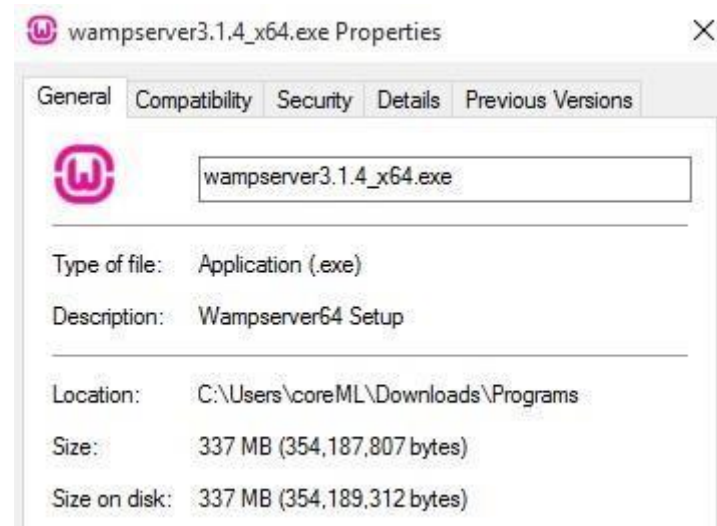 wampserver3.1.4_x64.exe Properties
General Compatibility Security Details Previous Versions
wampserver3.1.4_x64.exe
Type of file: Application (.exe)
Description: Wampserver64 Setup
Location: C:\Users\coreML\Downloads\Programs
Size: 337 MB (354,187,807 bytes)
Size on disk: 337 MB (354,189,312 bytes)